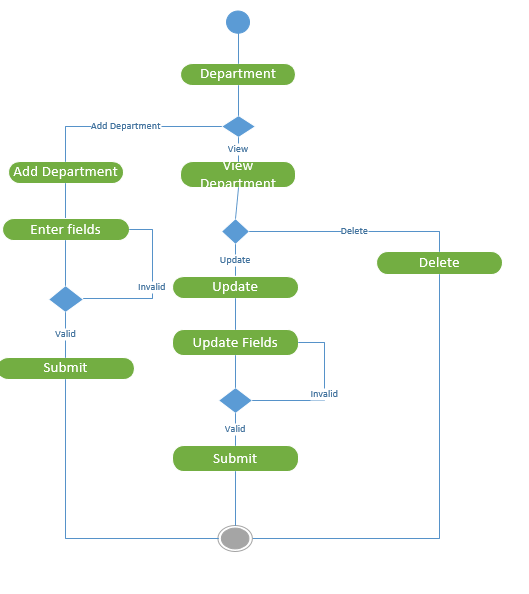 Department
Add Department
View
Add Department
View
Department
Enter fields
Delete
Update
Delete
Invalid
Update
Valid
Update Fields
Submit
Invalid
Valid
Submit